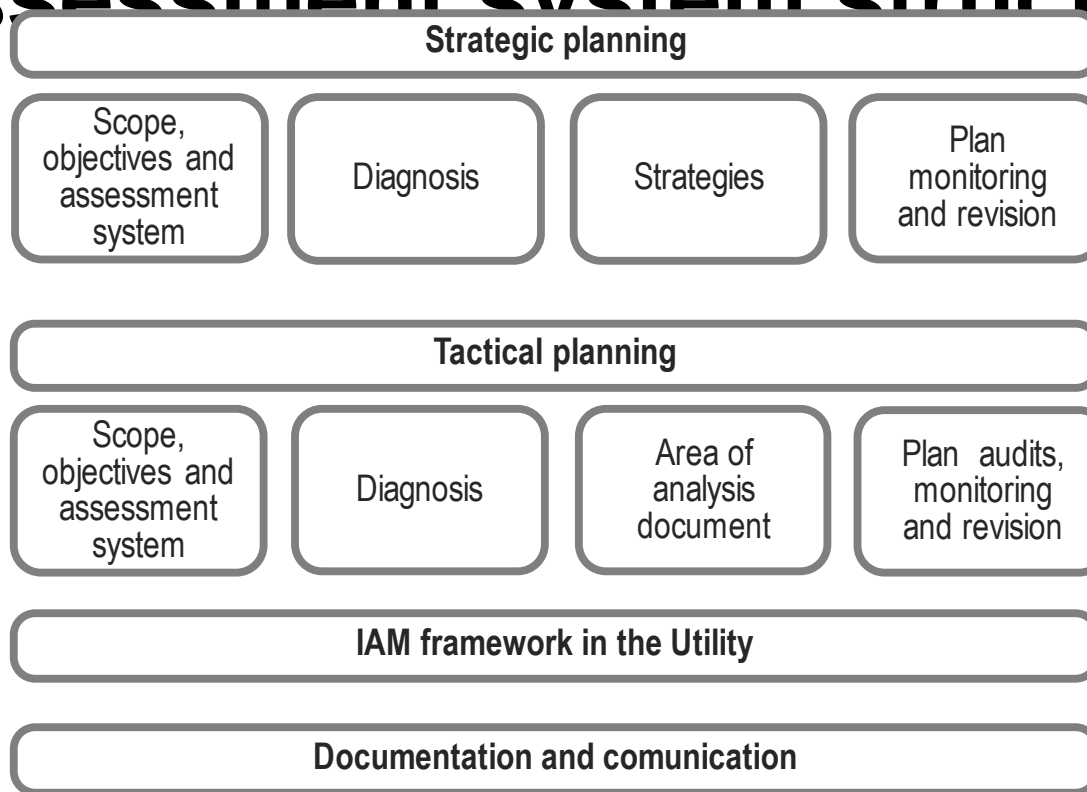 Strategic planning
Scope,
objectives and
assessment
system
Diagnosis
Strategies
Plan
monitoring
and revision
Tactical planning
Scope,
objectives and
assessment
system
Diagnosis
Area of
analysis
document
Plan audits,
monitoring
and revision
IAM framework in the Utility
Documentation and comunication